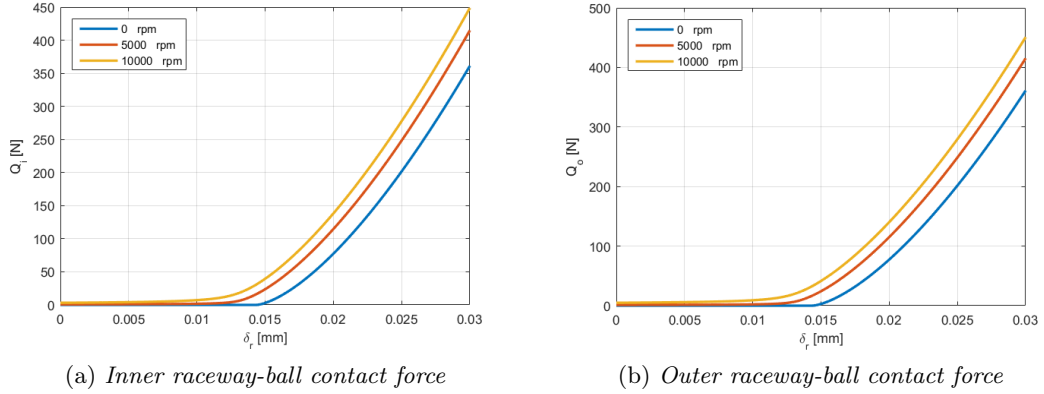 450
400
350
300
250
200
150
100
50
0
Q_i [N]
0 rpm
5000 rpm
10000 rpm
0 0.005 0.01 0.015 0.02 0.025 0.03
δ_r [mm]
(a) Inner raceway-ball contact force
500
400
300
200
100
0
Q_o [N]
0 rpm
5000 rpm
10000 rpm
0 0.005 0.01 0.015 0.02 0.025 0.03
δ_r [mm]
(b) Outer raceway-ball contact force